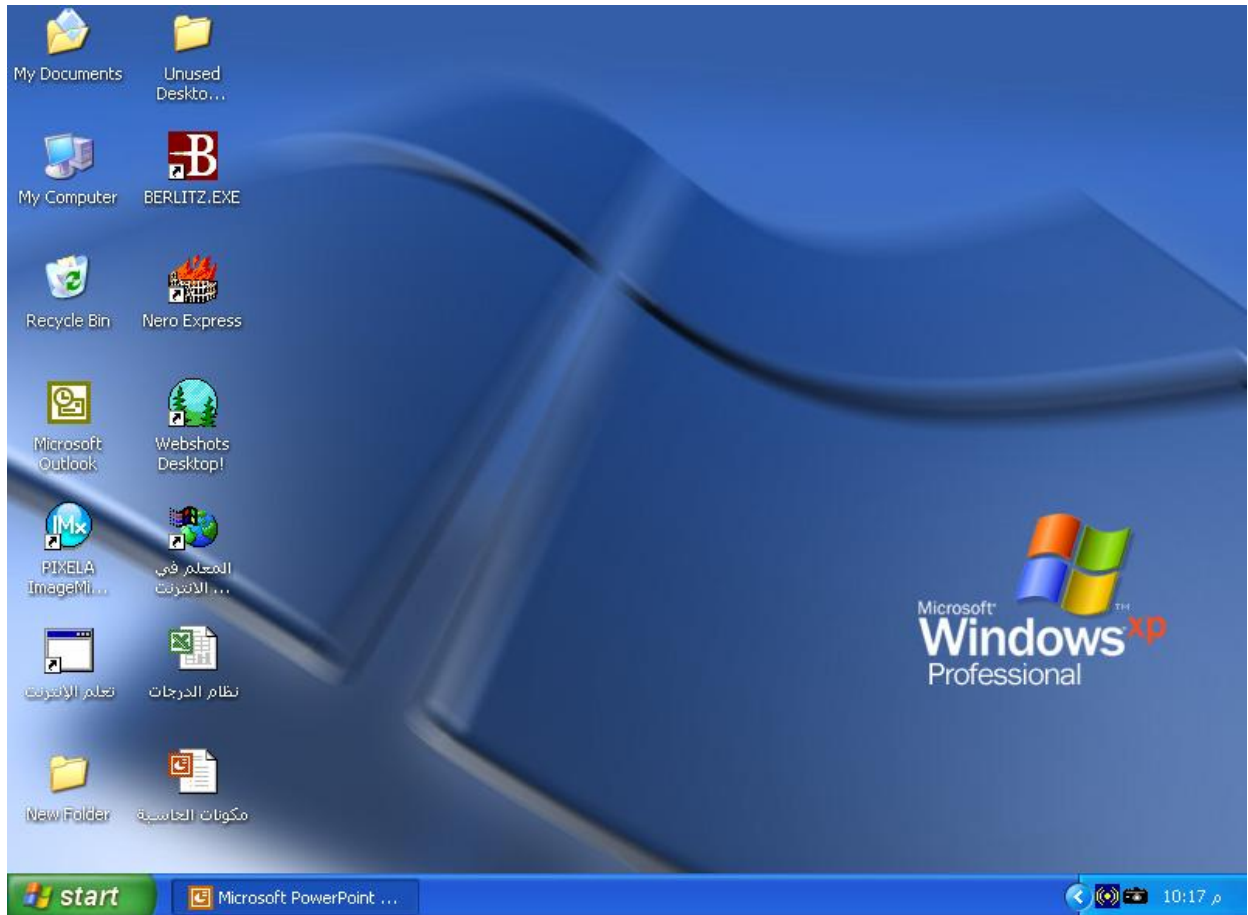 My Documents
Unused
Deskto...
My Computer
BERLITZ.EXE
Recycle Bin
Nero Express
Microsoft
Outlook
Webshots
Desktop!
PIXELA
ImageMi...
المعلم في
الانترنت ...
تعلم الإنترنت
نظام الدرجات
New Folder
مكونات الحاسبة
Microsoft
Windows xp
TM
Professional
start
Microsoft PowerPoint ...
10:17 م